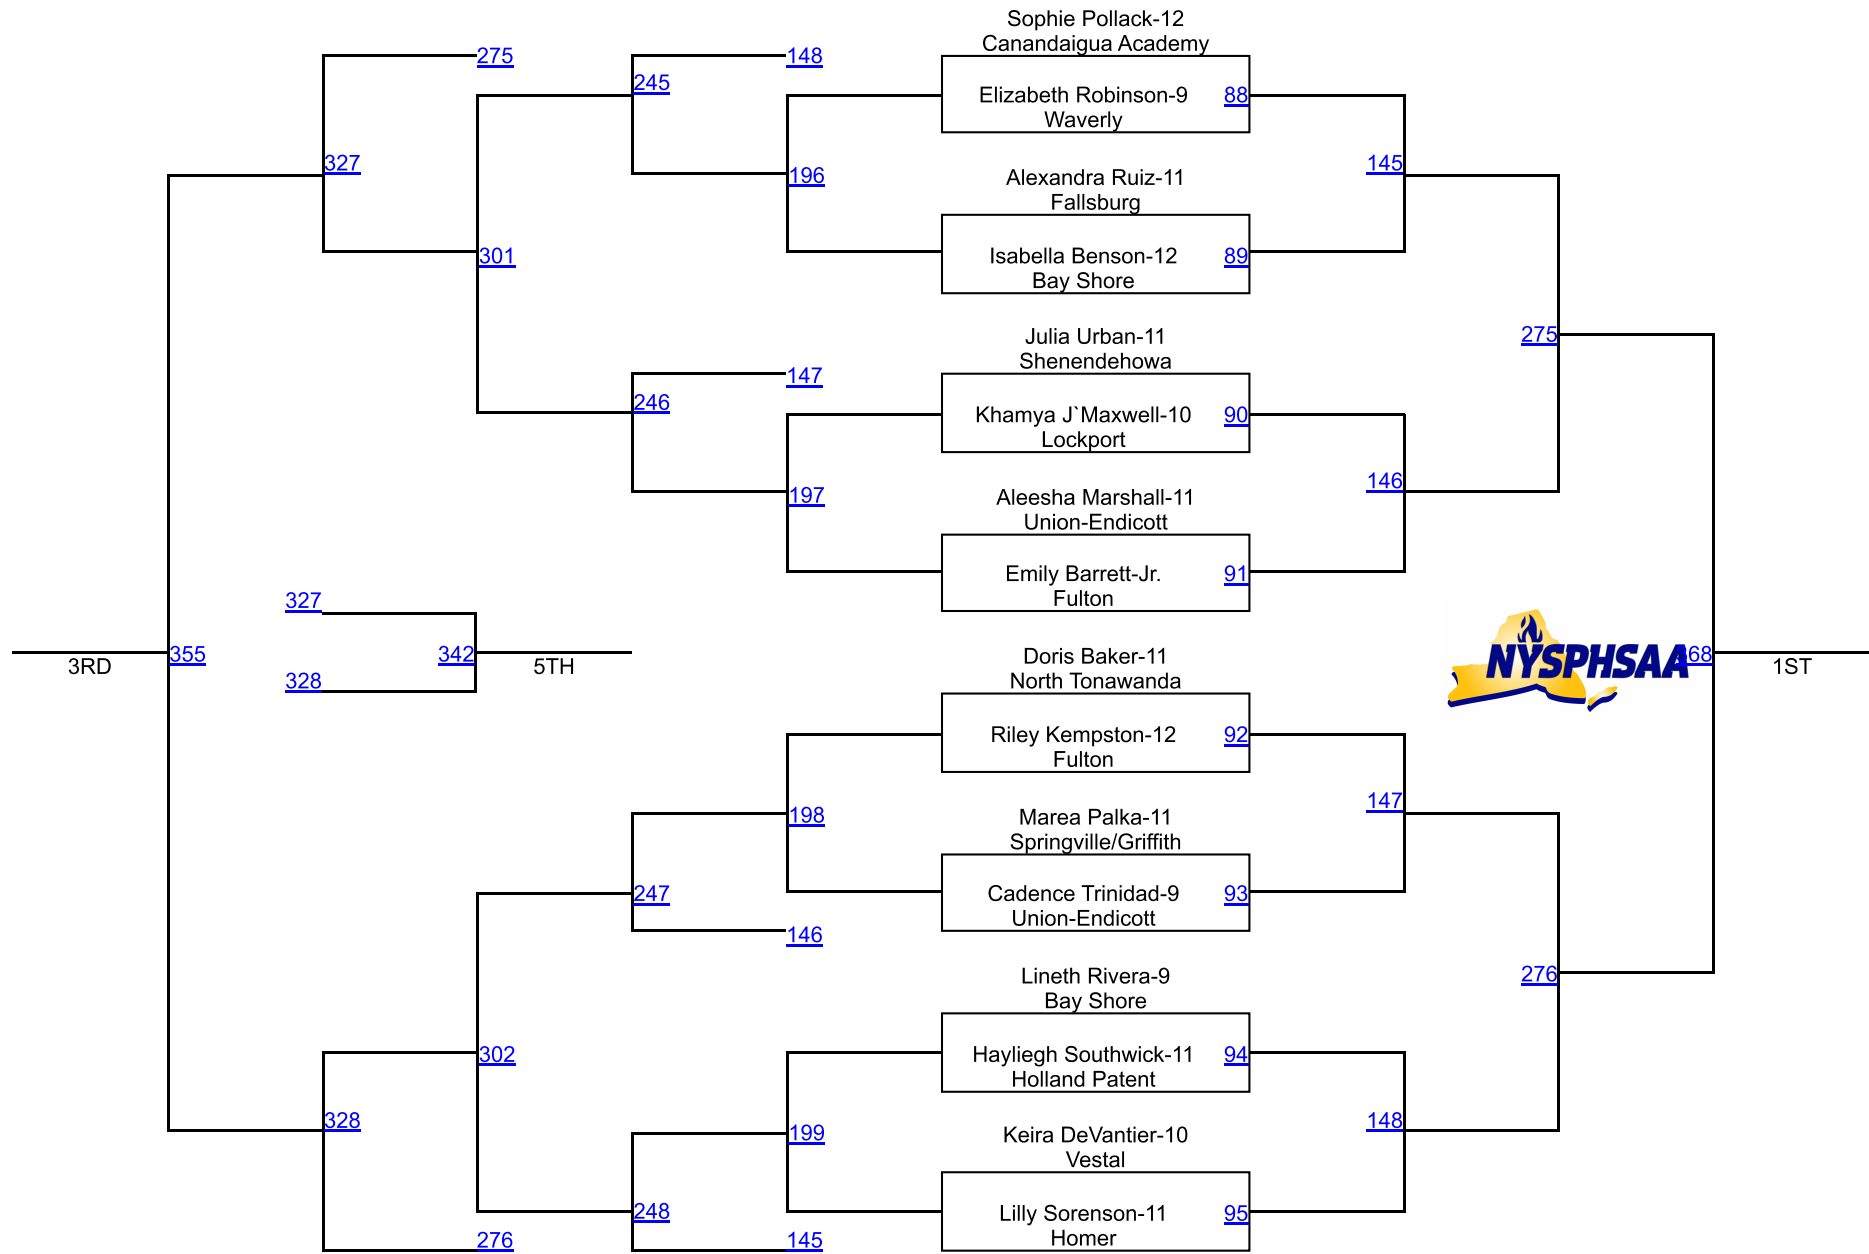 Sophie Pollack-12
Canandaigua Academy
275
148
245
Elizabeth Robinson-9
88
Waverly
327
145
196
Alexandra Ruiz-11
Fallsburg
301
Isabella Benson-12
89
Bay Shore
Julia Urban-11
275
Shenendehowa
147
246
Khamya J`Maxwell-10
90
Lockport
146
197
Aleesha Marshall-11
Union-Endicott
Emily Barrett-Jr.
91
Fulton
327
3RD
355
342
5TH
328
Doris Baker-11
North Tonawanda
NYSPHSAA
68
1ST
Riley Kempston-12
92
Fulton
147
198
Marea Palka-11
Springville/Griffith
247
Cadence Trinidad-9
93
Union-Endicott
146
Lineth Rivera-9
276
Bay Shore
302
Hayliegh Southwick-11
94
Holland Patent
328
148
199
Keira DeVantier-10
Vestal
248
Lilly Sorenson-11
95
Homer
276
145